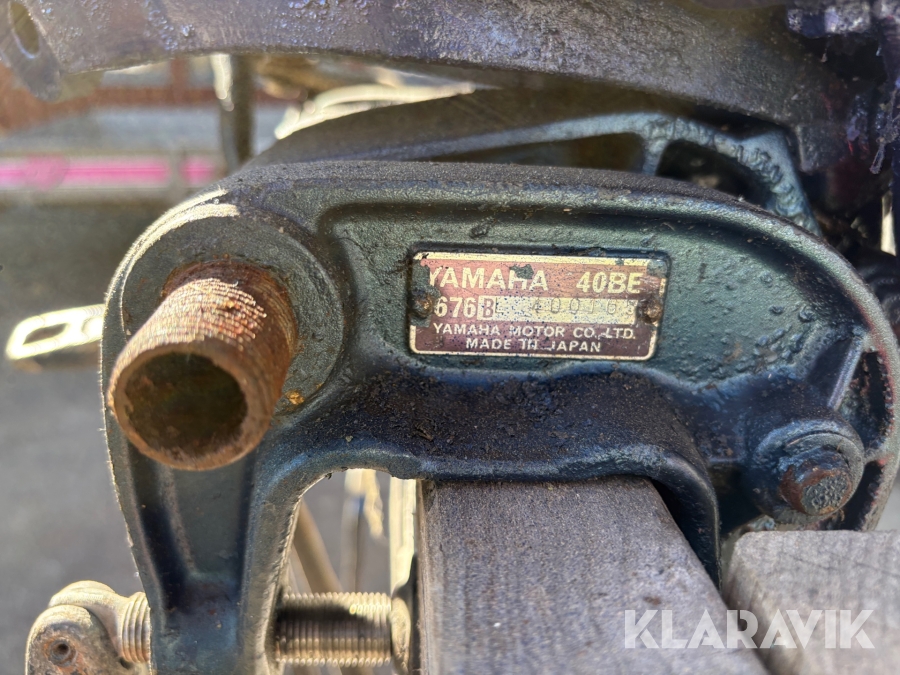 YAMAHA 40BE
676B
YAMAHA MOTOR CO.,LTD.
MADE IN JAPAN
KLARAVIK